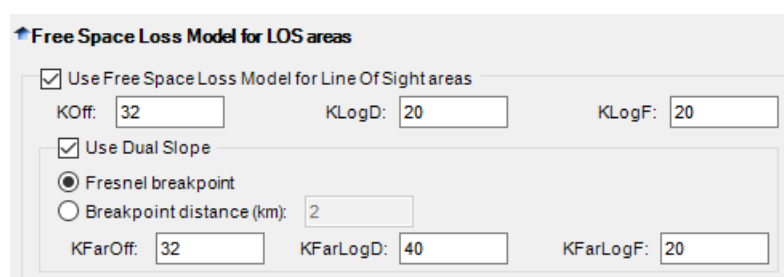 Free Space Loss Model for LOS areas
Use Free Space Loss Model for Line Of Sight areas
KOff: 32 KLogD: 20 KLogF: 20
Use Dual Slope
Fresnel breakpoint
Breakpoint distance (km): 2
KFarOff: 32 KFarLogD: 40 KFarLogF: 20